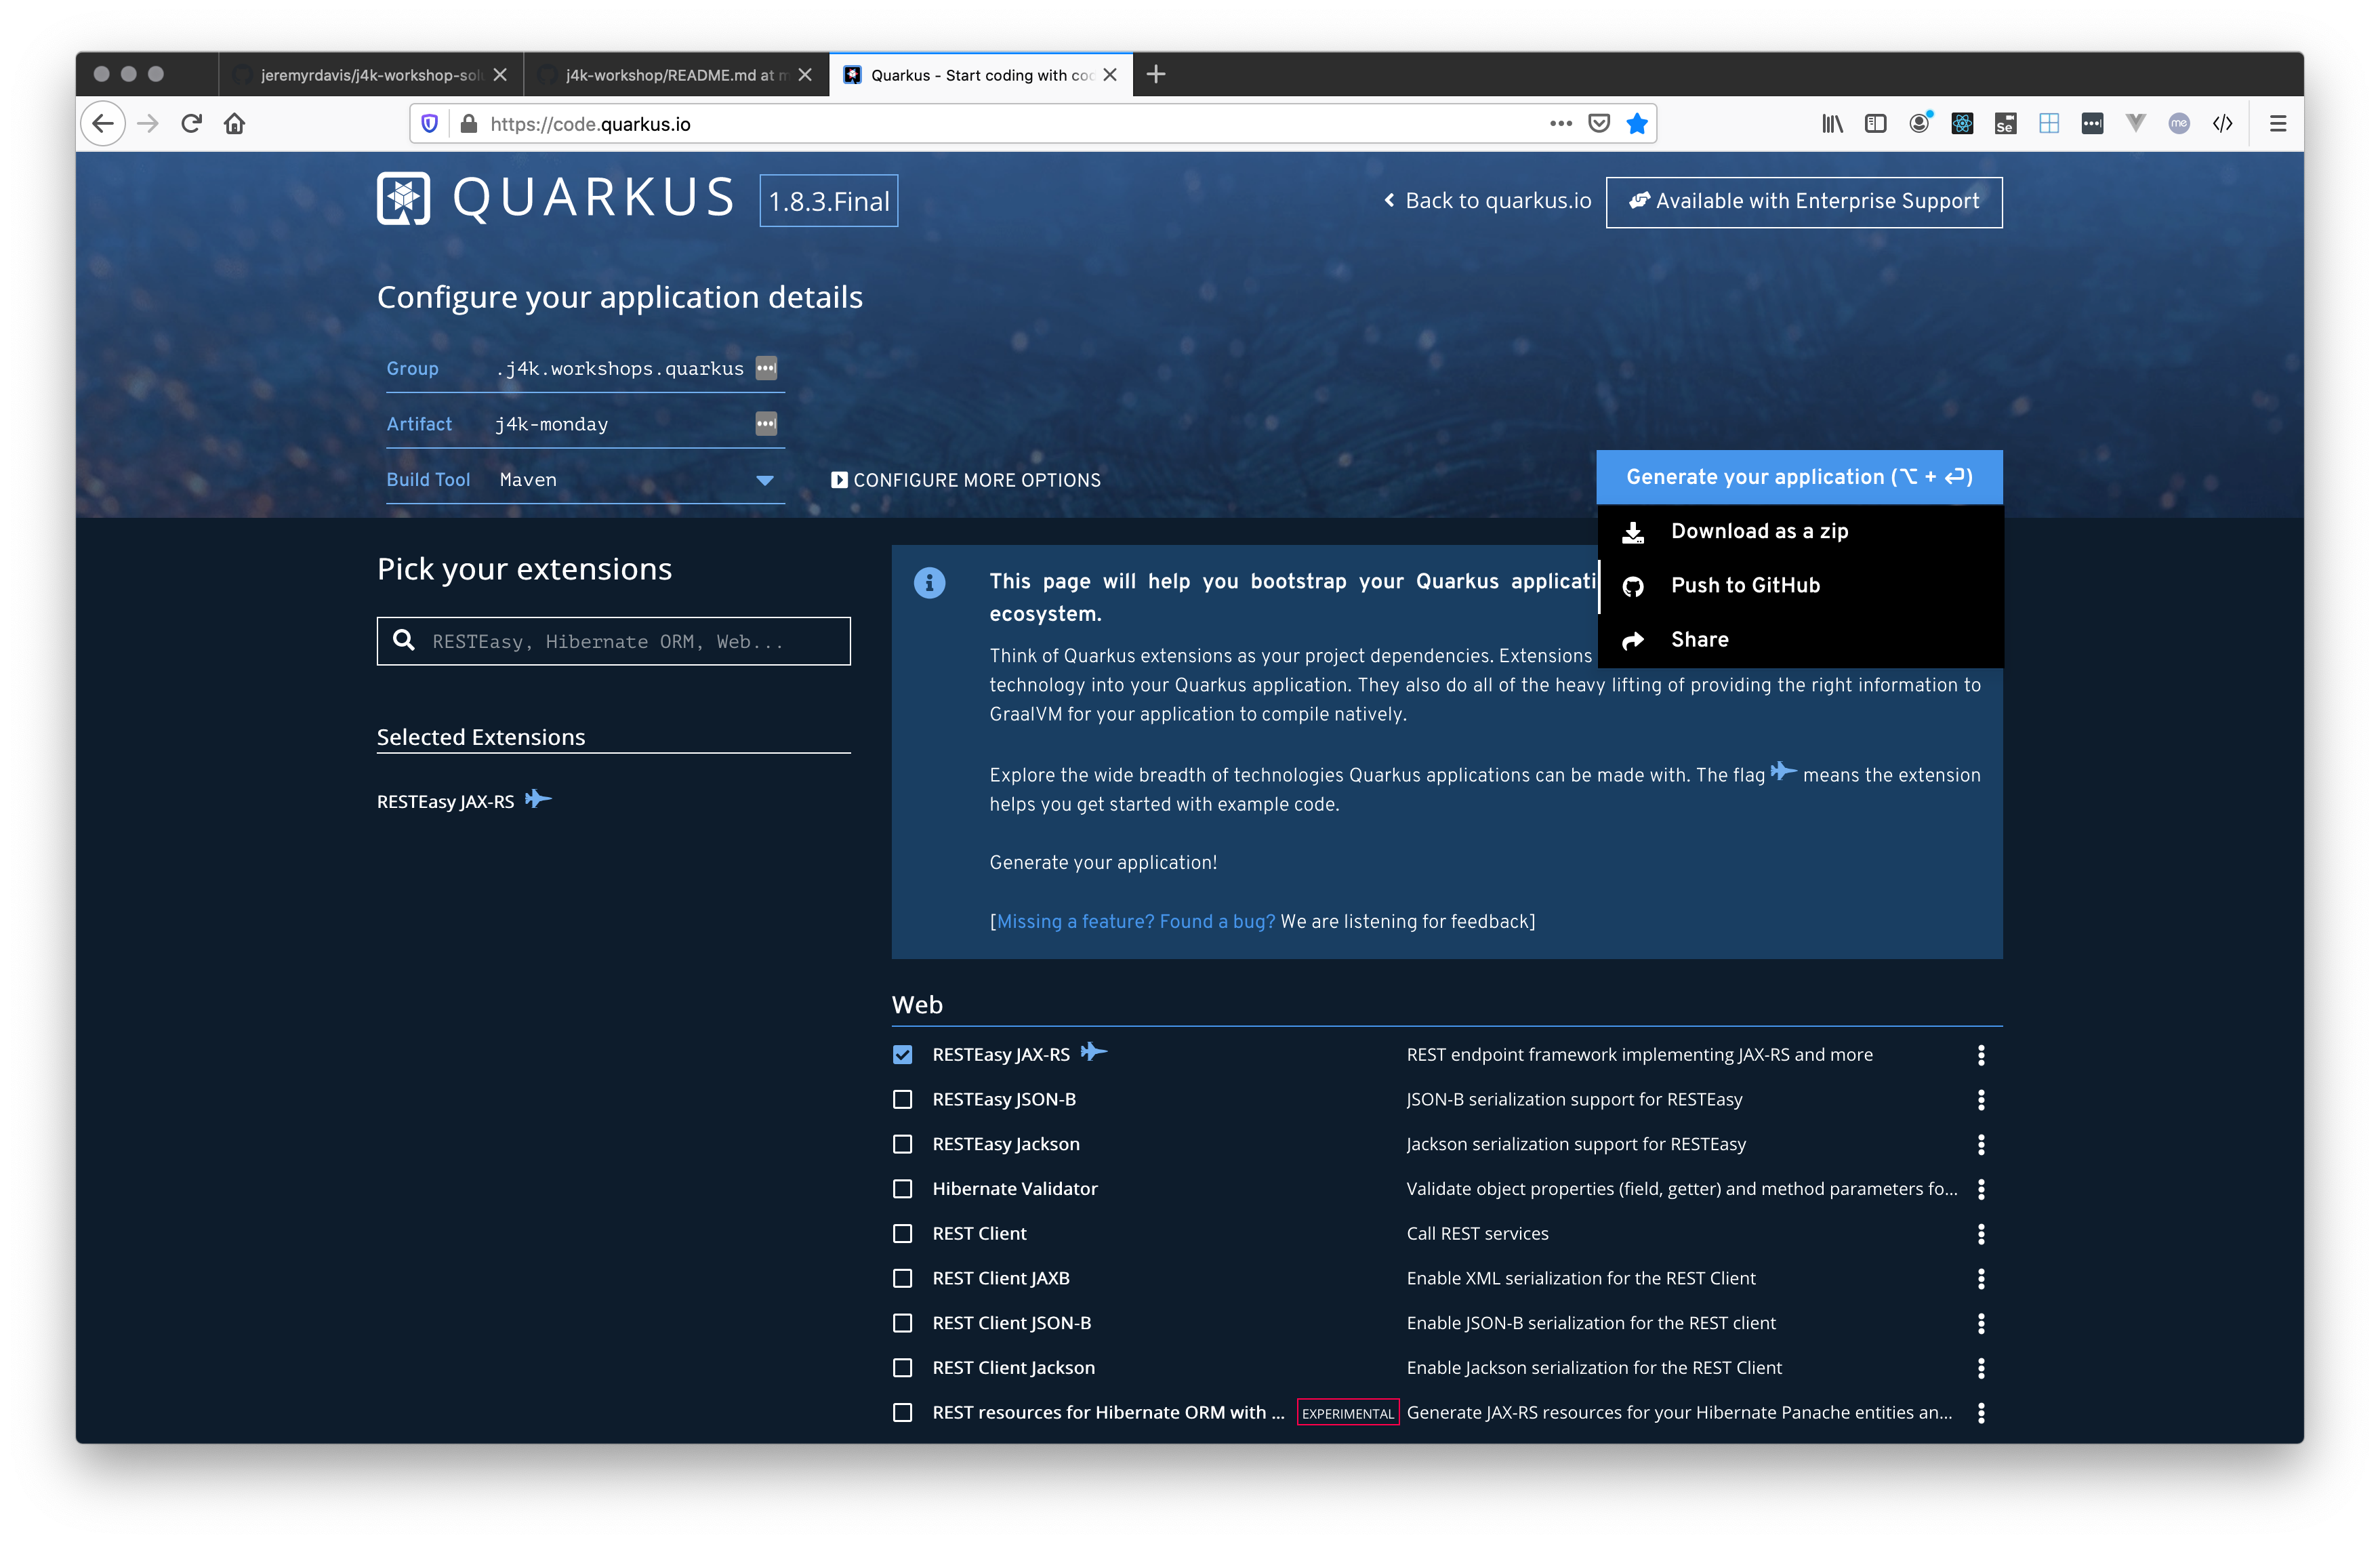 jeremyrdavis/j4k-workshop-sol
j4k-workshop/README.md at m
Quarkus - Start coding with cod
https://code.quarkus.io
Se
me
QUARKUS
1.8.3.Final
Back to quarkus.io
Available with Enterprise Support
Configure your application details
Group .j4k.workshops.quarkus
Artifact j4k-monday
Build Tool Maven
CONFIGURE MORE OPTIONS
Generate your application (⌥ + ⏎)
Download as a zip
Push to GitHub
Share
Pick your extensions
RESTEasy, Hibernate ORM, Web...
Selected Extensions
RESTEasy JAX-RS
This page will help you bootstrap your Quarkus applicati
ecosystem.
Think of Quarkus extensions as your project dependencies. Extensions
technology into your Quarkus application. They also do all of the heavy lifting of providing the right information to
GraalVM for your application to compile natively.
Explore the wide breadth of technologies Quarkus applications can be made with. The flag means the extension
helps you get started with example code.
Generate your application!
[Missing a feature? Found a bug? We are listening for feedback]
Web
RESTEasy JAX-RS REST endpoint framework implementing JAX-RS and more
RESTEasy JSON-B JSON-B serialization support for RESTEasy
RESTEasy Jackson Jackson serialization support for RESTEasy
Hibernate Validator Validate object properties (field, getter) and method parameters fo...
REST Client Call REST services
REST Client JAXB Enable XML serialization for the REST Client
REST Client JSON-B Enable JSON-B serialization for the REST client
REST Client Jackson Enable Jackson serialization for the REST Client
REST resources for Hibernate ORM with ... EXPERIMENTAL Generate JAX-RS resources for your Hibernate Panache entities an...